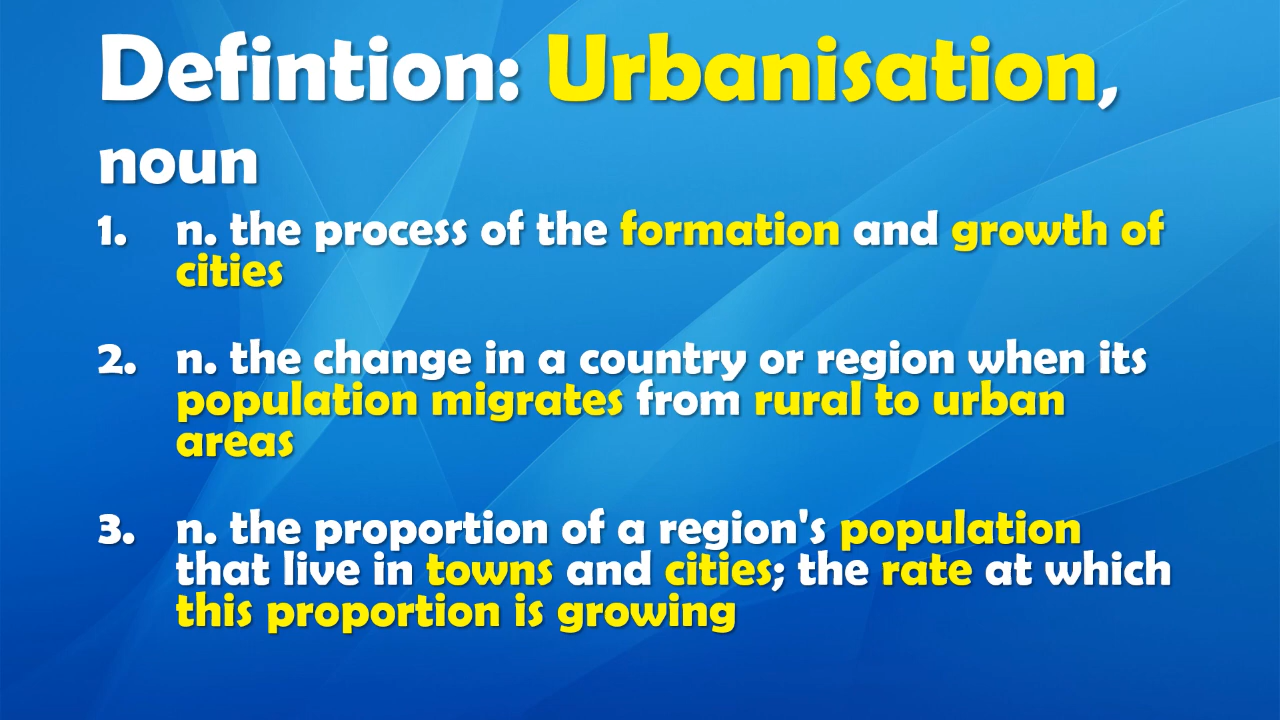 Defintion: Urbanisation,
noun
1. n. the process of the formation and growth of
cities
2. n. the change in a country or region when its
population migrates from rural to urban
areas
3. n. the proportion of a region's population
that live in towns and cities; the rate at which
this proportion is growing